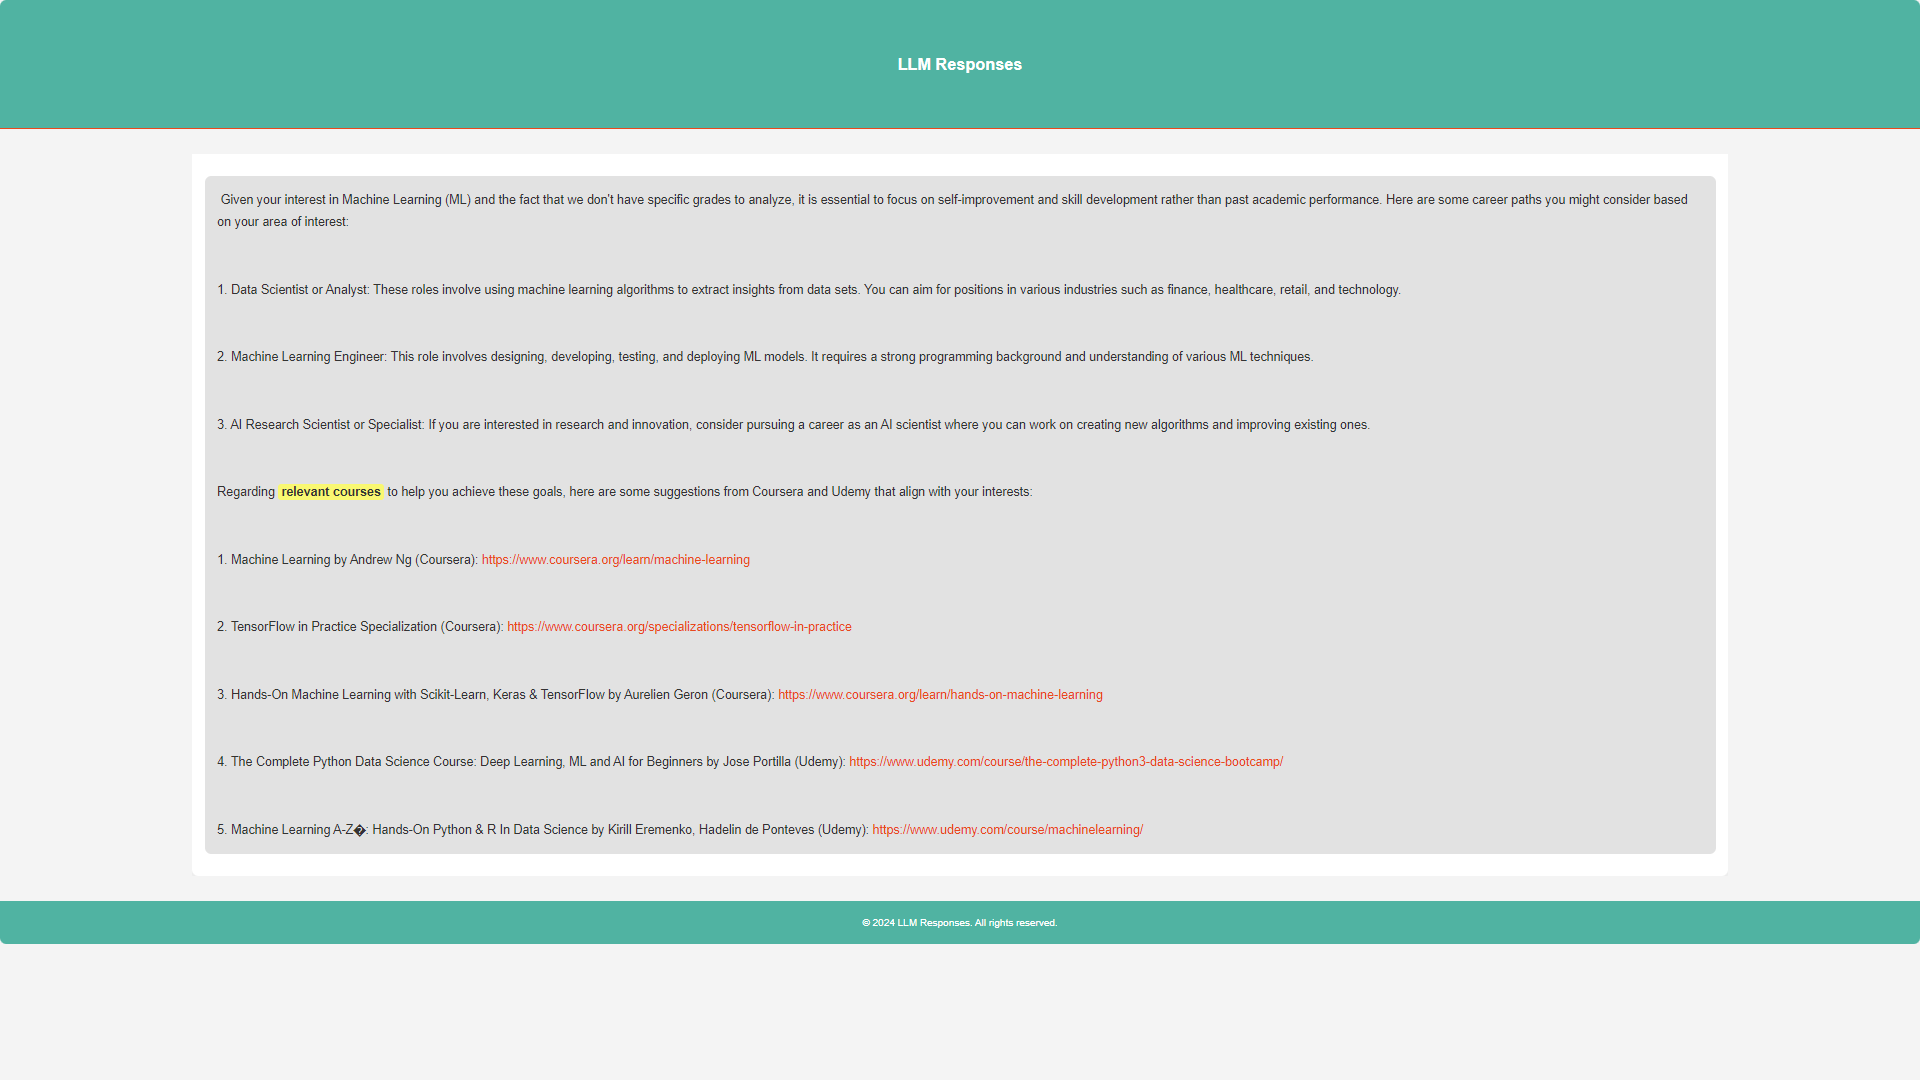 LLM Responses
Given your interest in Machine Learning (ML) and the fact that we don't have specific grades to analyze, it is essential to focus on self-improvement and skill development rather than past academic performance. Here are some career paths you might consider based
on your area of interest:
1. Data Scientist or Analyst: These roles involve using machine learning algorithms to extract insights from data sets. You can aim for positions in various industries such as finance, healthcare, retail, and technology.
2. Machine Learning Engineer: This role involves designing, developing, testing, and deploying ML models. It requires a strong programming background and understanding of various ML techniques.
3. AI Research Scientist or Specialist: If you are interested in research and innovation, consider pursuing a career as an AI scientist where you can work on creating new algorithms and improving existing ones.
Regarding relevant courses to help you achieve these goals, here are some suggestions from Coursera and Udemy that align with your interests:
1. Machine Learning by Andrew Ng (Coursera): https://www.coursera.org/learn/machine-learning
2. TensorFlow in Practice Specialization (Coursera): https://www.coursera.org/specializations/tensorflow-in-practice
3. Hands-On Machine Learning with Scikit-Learn, Keras & TensorFlow by Aurelien Geron (Coursera): https://www.coursera.org/learn/hands-on-machine-learning
4. The Complete Python Data Science Course: Deep Learning, ML and AI for Beginners by Jose Portilla (Udemy): https://www.udemy.com/course/the-complete-python3-data-science-bootcamp/
5. Machine Learning A-Z�: Hands-On Python & R In Data Science by Kirill Eremenko, Hadelin de Ponteves (Udemy): https://www.udemy.com/course/machinelearning/
© 2024 LLM Responses. All rights reserved.